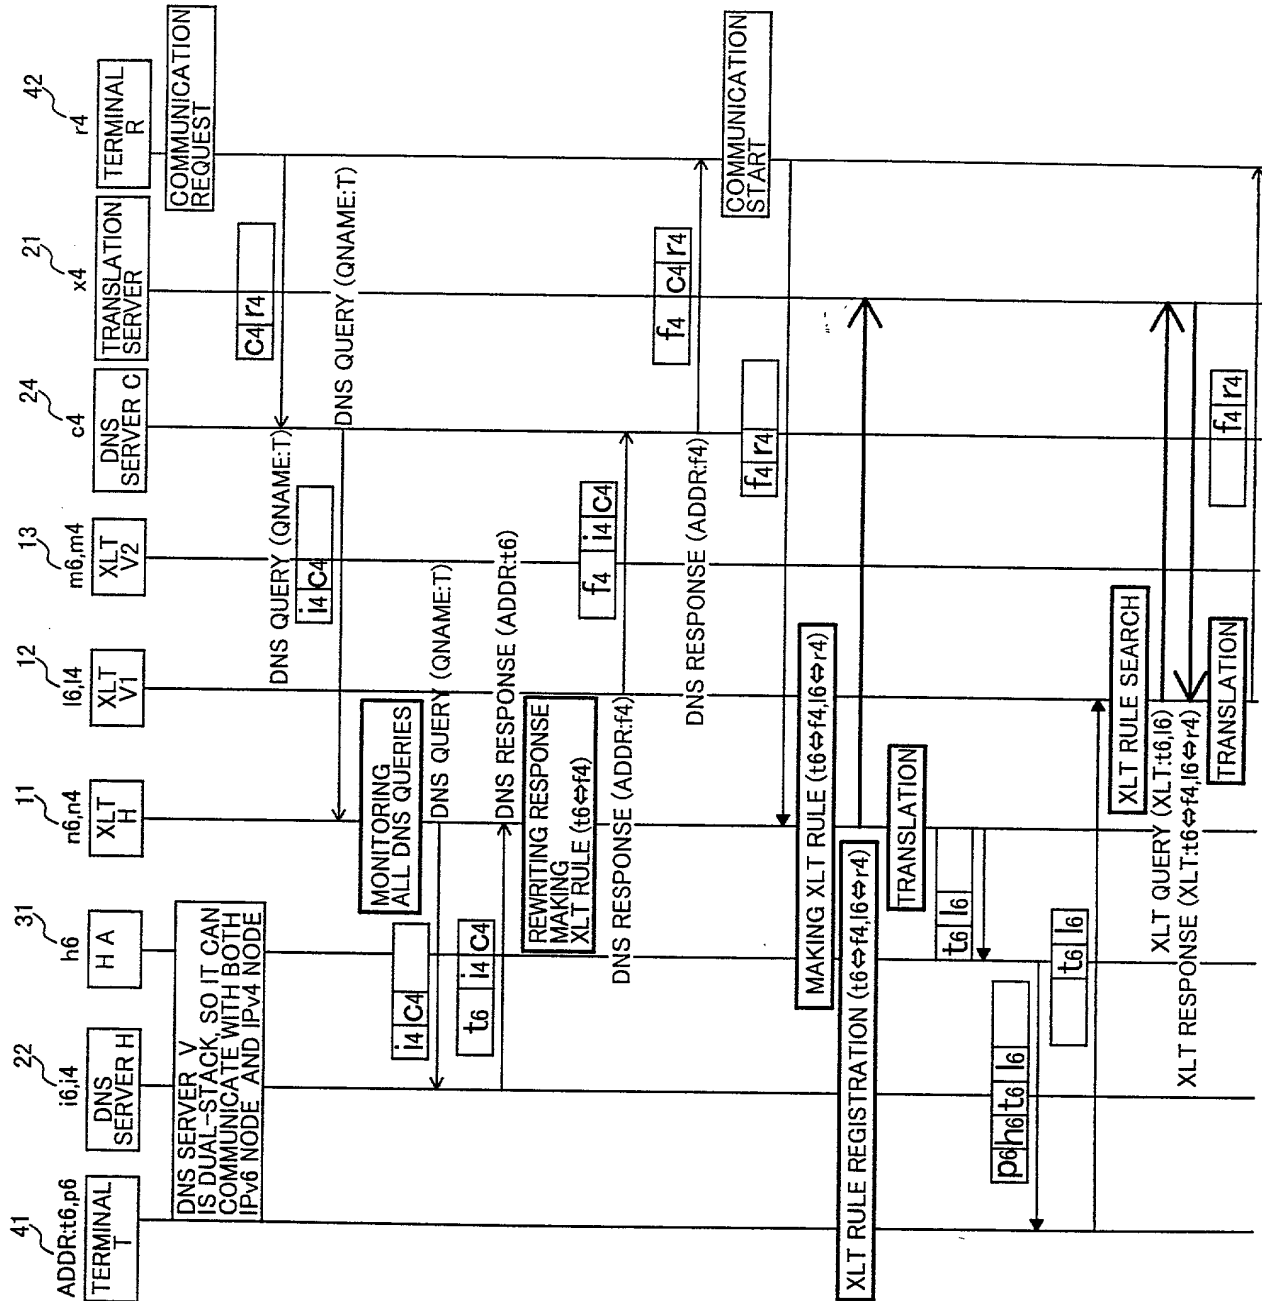 41
ADDR:t6,p6
TERMINAL
T
22
i6,i4
DNS
SERVER H
31
h6
H A
11
n6,n4
XLT
H
12
l6,l4
XLT
V1
13
m6,m4
XLT
V2
24
c4
DNS
SERVER C
21
x4
TRANSLATION
SERVER
42
r4
TERMINAL
R
DNS SERVER V
IS DUAL-STACK, SO IT CAN
COMMUNICATE WITH BOTH
IPv6 NODE AND IPv4 NODE
COMMUNICATION
REQUEST
c4 r4
DNS QUERY (QNAME:T)
DNS QUERY (QNAME:T)
i4 c4
MONITORING
ALL DNS QUERIES
i4 c4
DNS QUERY (QNAME:T)
t6 i4 c4
DNS RESPONSE (ADDR:t6)
REWRITING RESPONSE
MAKING
XLT RULE (t6⇔f4)
f4 i4 c4
DNS RESPONSE (ADDR:f4)
f4 c4 r4
DNS RESPONSE (ADDR:f4)
COMMUNICATION
START
f4 r4
MAKING XLT RULE (t6⇔f4,l6⇔r4)
XLT RULE REGISTRATION (t6⇔f4,l6⇔r4)
TRANSLATION
t6 l6
p6 h6 t6 l6
t6 l6
XLT RULE SEARCH
XLT QUERY (XLT:t6,l6)
XLT RESPONSE (XLT:t6⇔f4,l6⇔r4)
TRANSLATION
f4 r4